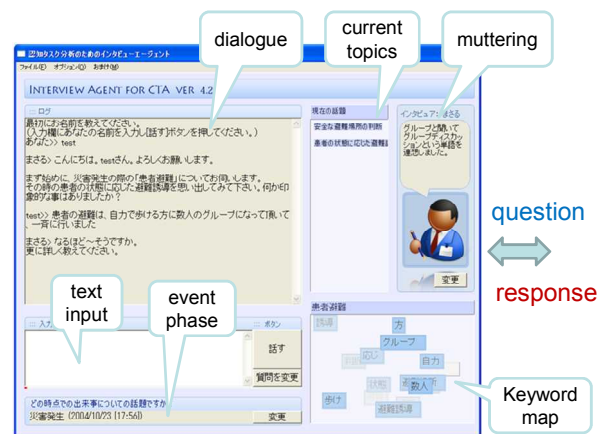 dialogue
current
topics
muttering
認知タスク分析のためのインタビューエージェント
ファイル(F) オプション(O) おまけ(M)
INTERVIEW AGENT FOR CTA VER 4.2
::: ログ
最初にお名前を教えてください。
(入力欄にあなたの名前を入力し[話す]ボタンを押してください。)
あなた>> test
まさる> こんにちは。testさん。よろしくお願いします。
まず始めに、災害発生の際の「患者避難」についてお伺します。
その時の患者の状態に応じた避難誘導を思い出してみて下さい。何か印
象的な事はありましたか？
test>> 患者の避難は、自力で歩ける方に数人のグループになって頂いて
、一斉に行いました
まさる> なるほど～そうですか。
更に詳しく教えてください。
現在の話題
安全な避難場所の判断
患者の状態に応じた避難
インタビュア：まさる
グループと聞いて
グループディスカッ
ションという単語を
連想しました。
変更
question
response
text
input
event
phase
::: 入力
::: ボタン
話す
質問を変更
どの時点での出来事についての話題ですか
災害発生 (2004/10/23 [17:56])
変更
患者避難
誘導
方
グループ
応じ
自力
状態
数人
歩け
避難誘導
Keyword
map